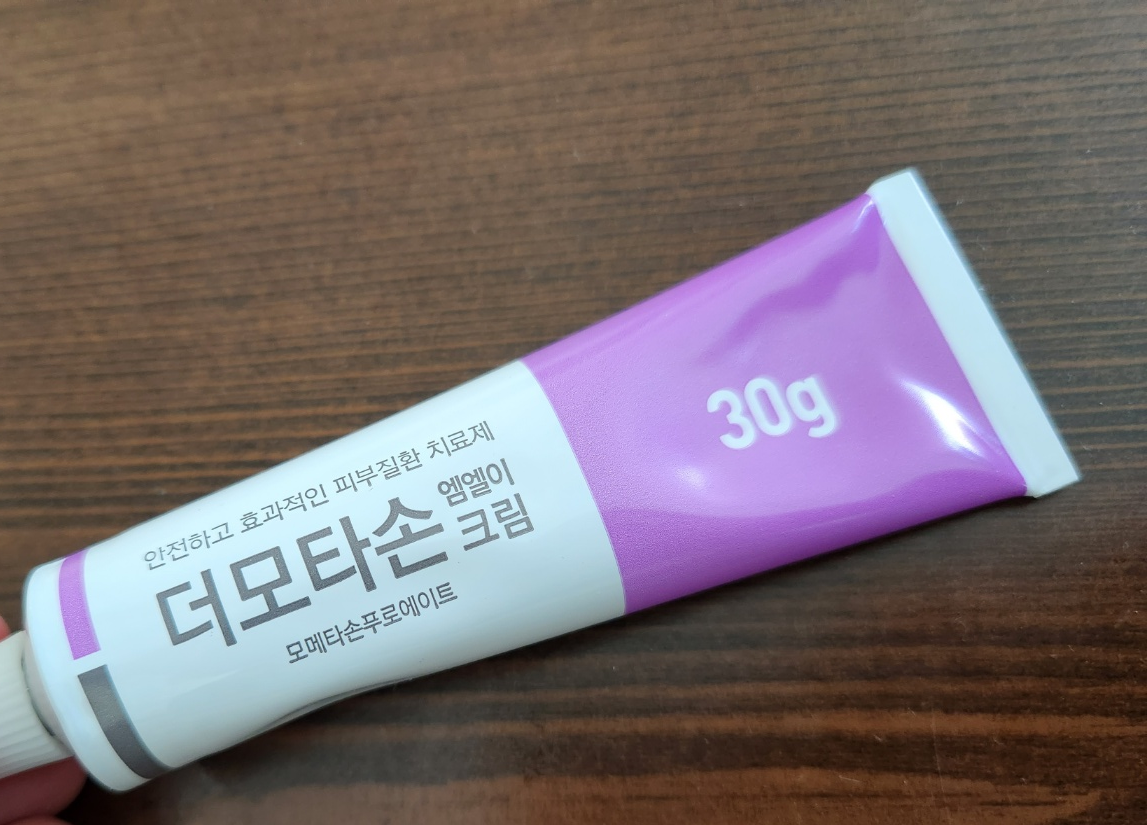 안전하고 효과적인 피부질환 치료제
더모타손 엠엘이 크림
모메타손푸로에이트
30g